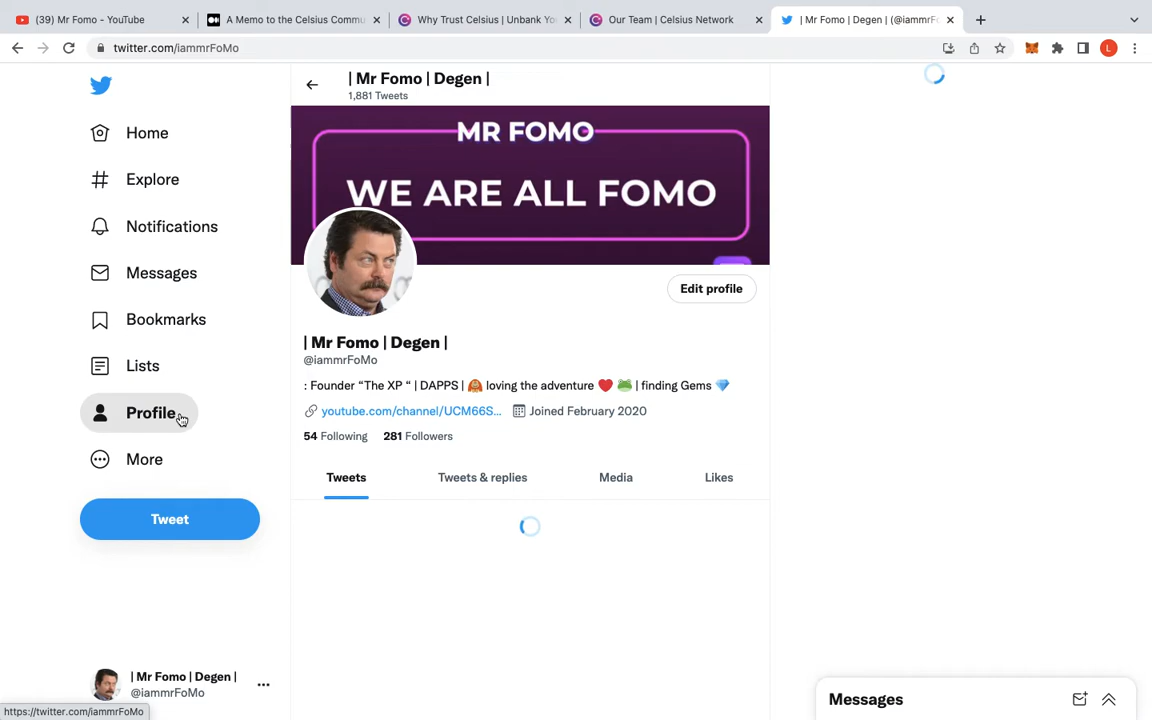 (39) Mr Fomo - YouTube
A Memo to the Celsius Commu
Why Trust Celsius | Unbank Yo
Our Team | Celsius Network
| Mr Fomo | Degen | (@iammrF
twitter.com/iammrFoMo
L
| Mr Fomo | Degen |
1,881 Tweets
Home
Explore
Notifications
Messages
Bookmarks
Lists
Profile
More
Tweet
MR FOMO
WE ARE ALL FOMO
Edit profile
| Mr Fomo | Degen |
@iammrFoMo
: Founder “The XP “ | DAPPS | 🙈 loving the adventure ❤️ 🐸 | finding Gems 💎
youtube.com/channel/UCM66S...
Joined February 2020
54 Following 281 Followers
Tweets
Tweets & replies
Media
Likes
| Mr Fomo | Degen |
@iammrFoMo
Messages
https://twitter.com/iammrFoMo